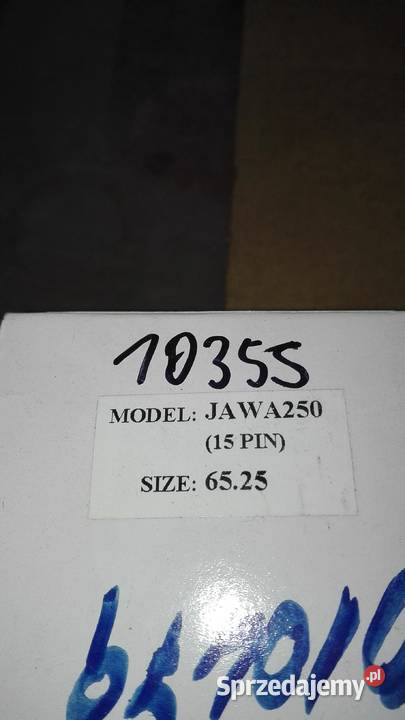 10355
MODEL: JAWA250
(15 PIN)
SIZE: 65.25
Sprzedajemy.pl